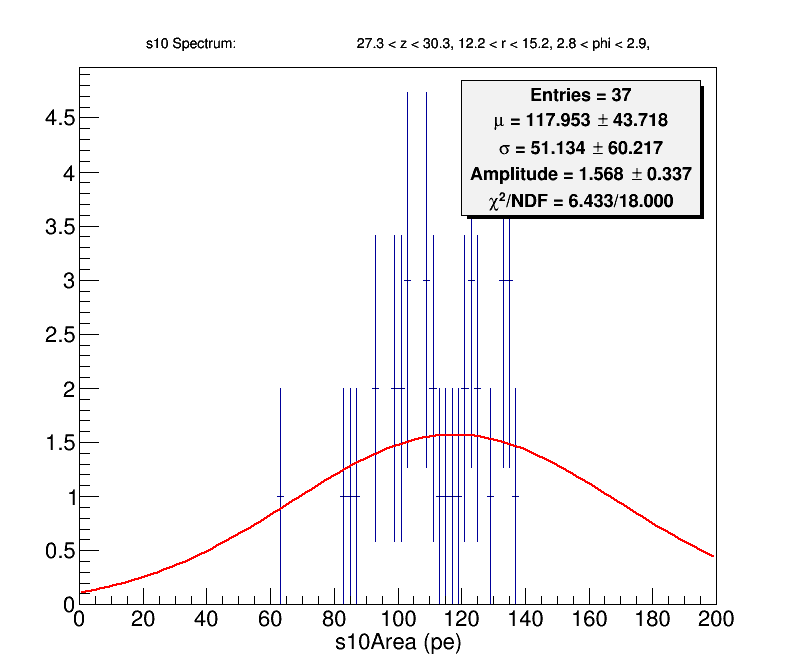 s10 Spectrum: 27.3 < z < 30.3, 12.2 < r < 15.2, 2.8 < phi < 2.9,
Entries = 37
μ = 117.953 ± 43.718
σ = 51.134 ± 60.217
Amplitude = 1.568 ± 0.337
χ²/NDF = 6.433/18.000
4.5
4
3.5
3
2.5
2
1.5
1
0.5
0
0 20 40 60 80 100 120 140 160 180 200
s10Area (pe)